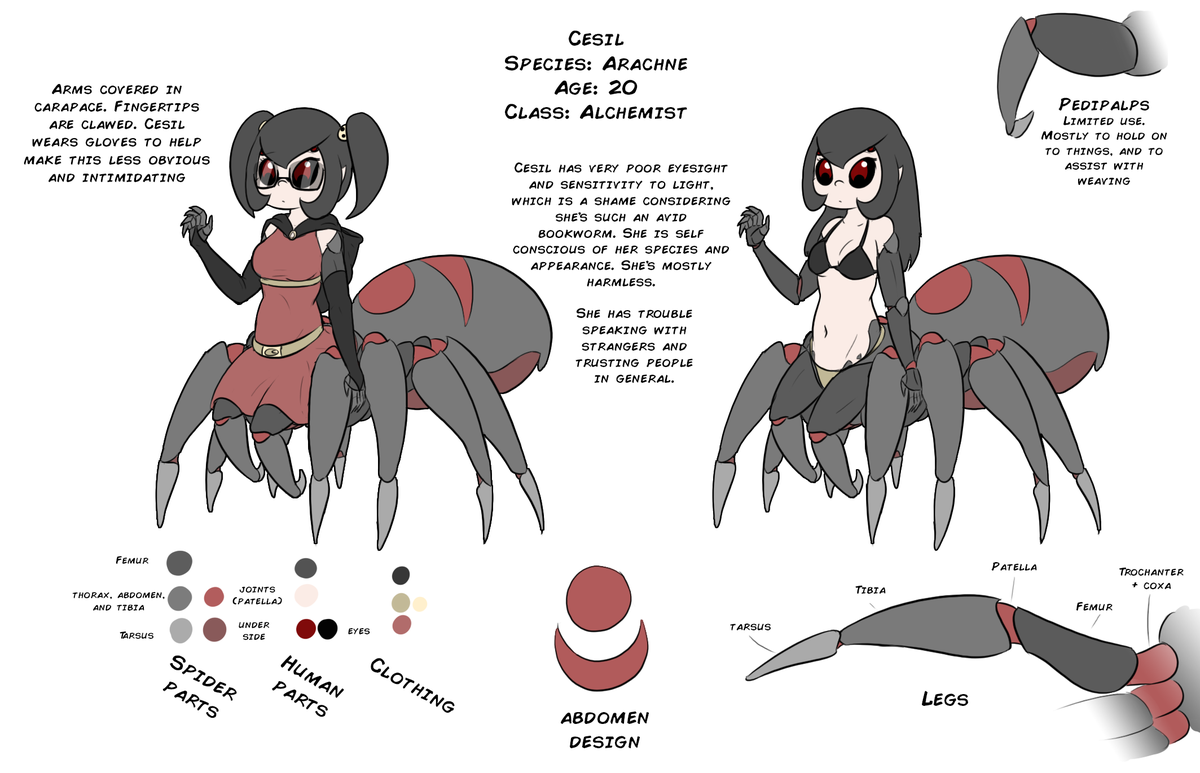 Cesil
Species: Arachne
Age: 20
Class: Alchemist
Arms covered in
carapace. Fingertips
are clawed. Cesil
wears gloves to help
make this less obvious
and intimidating
Cesil has very poor eyesight
and sensitivity to light,
which is a shame considering
she's such an avid
bookworm. She is self
conscious of her species and
appearance. She's mostly
harmless.
She has trouble
speaking with
strangers and
trusting people
in general.
Pedipalps
Limited use.
Mostly to hold on
to things, and to
assist with
weaving
Femur
thorax, abdomen,
and tibia
Tarsus
joints
(patella)
under
side
eyes
Spider
parts
Human
parts
Clothing
abdomen
design
tarsus
Tibia
Patella
Femur
Trochanter
+ coxa
Legs